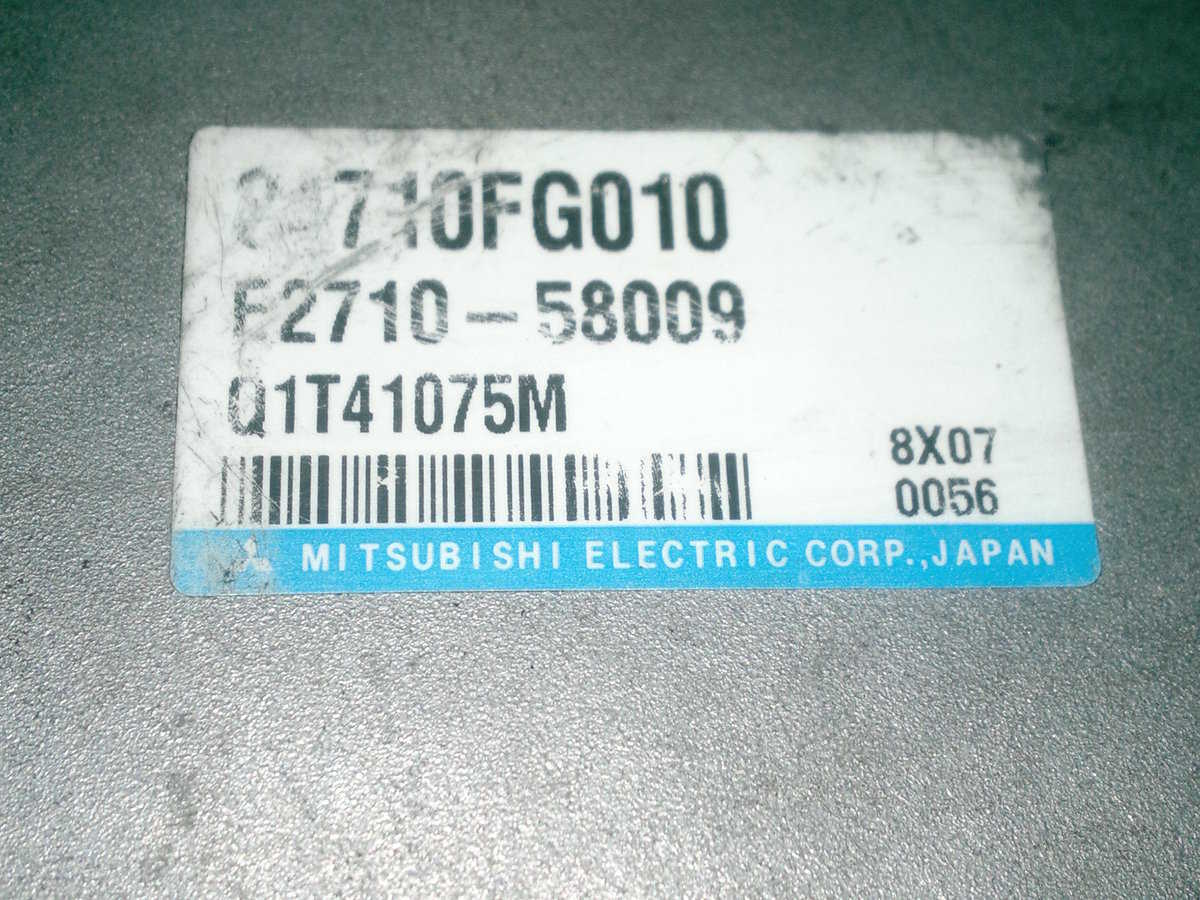 F2710-58009
Q1T41075M
8X07
0056
MITSUBISHI ELECTRIC CORP.,JAPAN